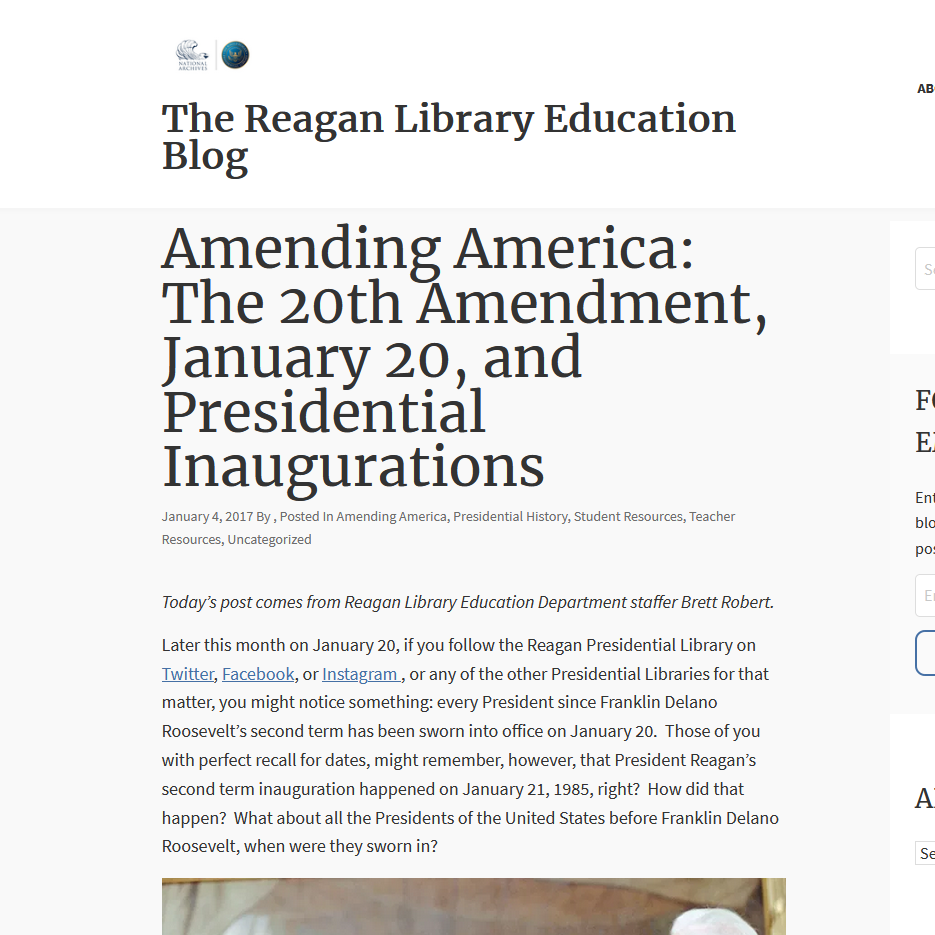 NATIONAL
ARCHIVES
The Reagan Library Education
Blog
Amending America:
The 20th Amendment,
January 20, and
Presidential
Inaugurations
January 4, 2017 By , Posted In Amending America, Presidential History, Student Resources, Teacher
Resources, Uncategorized
Today’s post comes from Reagan Library Education Department staffer Brett Robert.
Later this month on January 20, if you follow the Reagan Presidential Library on
Twitter, Facebook, or Instagram , or any of the other Presidential Libraries for that
matter, you might notice something: every President since Franklin Delano
Roosevelt’s second term has been sworn into office on January 20.  Those of you
with perfect recall for dates, might remember, however, that President Reagan’s
second term inauguration happened on January 21, 1985, right?  How did that
happen?  What about all the Presidents of the United States before Franklin Delano
Roosevelt, when were they sworn in?